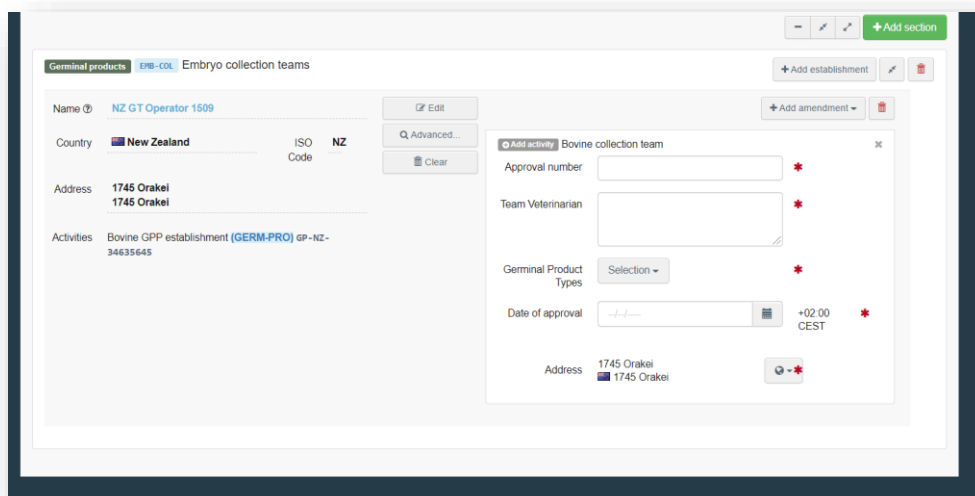 + Add section
Germinal products EMB-COL Embryo collection teams
+ Add establishment
Name NZ GT Operator 1509
Edit
+ Add amendment
Country New Zealand ISO Code NZ
Advanced...
Clear
Address 1745 Orakei
1745 Orakei
Activities Bovine GPP establishment (GERM-PRO) GP-NZ-
34635645
Add activity Bovine collection team
Approval number *
Team Veterinarian *
Germinal Product Types Selection *
Date of approval --/--/---- +02:00 CEST *
Address 1745 Orakei
1745 Orakei *